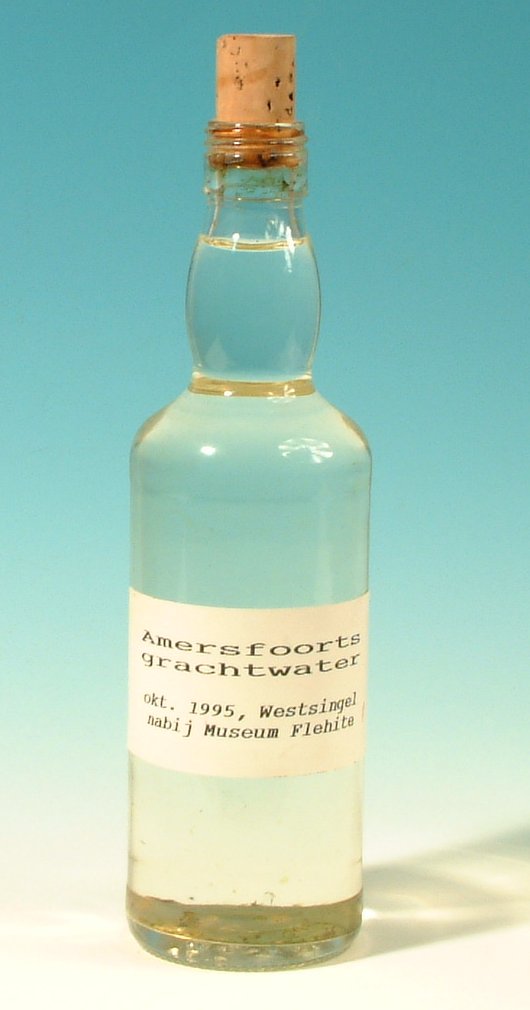 Amersfoorts
grachtwater
okt. 1995, Westsingel
nabij Museum Flehite